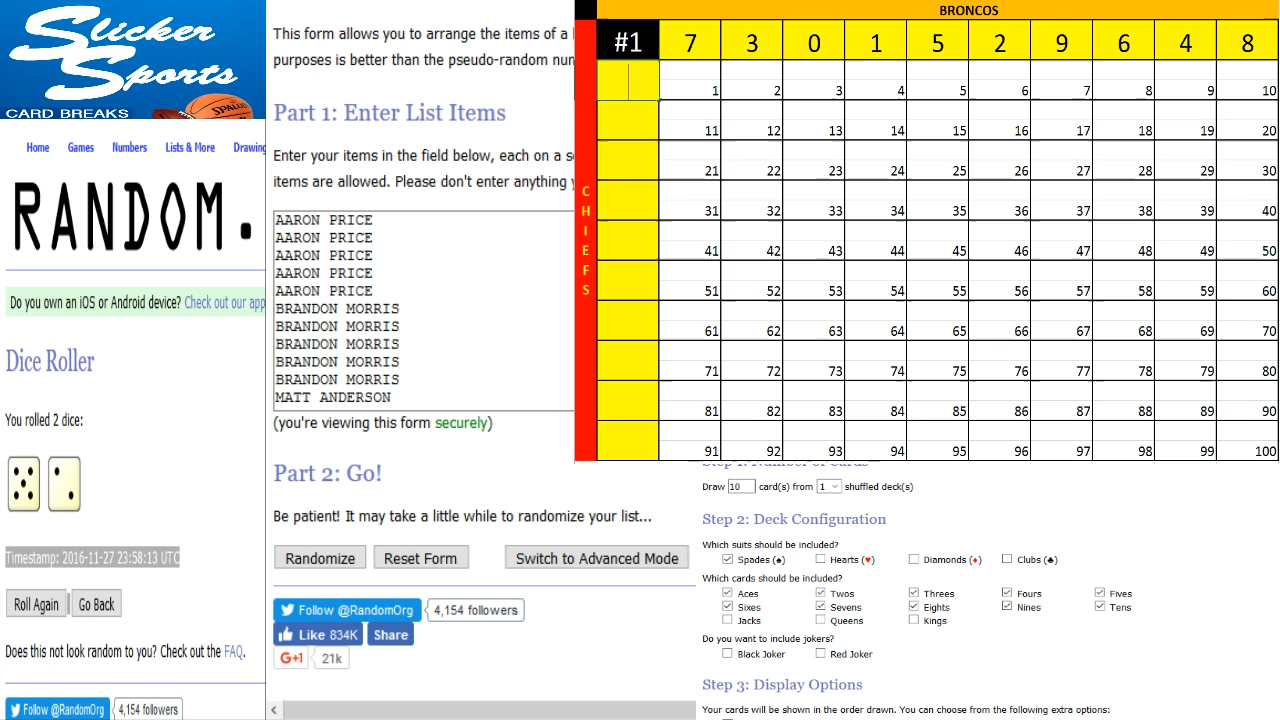 Slicker
Sports
CARD BREAKS
SPALDING
Home Games Numbers Lists & More Drawing
RANDOM.
Do you own an iOS or Android device? Check out our app
Dice Roller
You rolled 2 dice:
Timestamp: 2016-11-27 23:58:13 UTC
Roll Again Go Back
Does this not look random to you? Check out the FAQ.
Follow @RandomOrg 4,154 followers
This form allows you to arrange the items of a
purposes is better than the pseudo-random num
Part 1: Enter List Items
Enter your items in the field below, each on a se
items are allowed. Please don't enter anything y
AARON PRICE
AARON PRICE
AARON PRICE
AARON PRICE
AARON PRICE
BRANDON MORRIS
BRANDON MORRIS
BRANDON MORRIS
BRANDON MORRIS
BRANDON MORRIS
MATT ANDERSON
(you're viewing this form securely)
Part 2: Go!
Be patient! It may take a little while to randomize your list...
Randomize Reset Form Switch to Advanced Mode
Follow @RandomOrg 4,154 followers
Like 834K Share
G+1 21k
BRONCOS
#1 7 3 0 1 5 2 9 6 4 8
CHIEFS
1 2 3 4 5 6 7 8 9 10
11 12 13 14 15 16 17 18 19 20
21 22 23 24 25 26 27 28 29 30
31 32 33 34 35 36 37 38 39 40
41 42 43 44 45 46 47 48 49 50
51 52 53 54 55 56 57 58 59 60
61 62 63 64 65 66 67 68 69 70
71 72 73 74 75 76 77 78 79 80
81 82 83 84 85 86 87 88 89 90
91 92 93 94 95 96 97 98 99 100
Step 1: Number of Cards
Draw 10 card(s) from 1 shuffled deck(s)
Step 2: Deck Configuration
Which suits should be included?
Spades (♠) Hearts (♥) Diamonds (♦) Clubs (♣)
Which cards should be included?
Aces Twos Threes Fours Fives
Sixes Sevens Eights Nines Tens
Jacks Queens Kings
Do you want to include jokers?
Black Joker Red Joker
Step 3: Display Options
Your cards will be shown in the order drawn. You can choose from the following extra options: